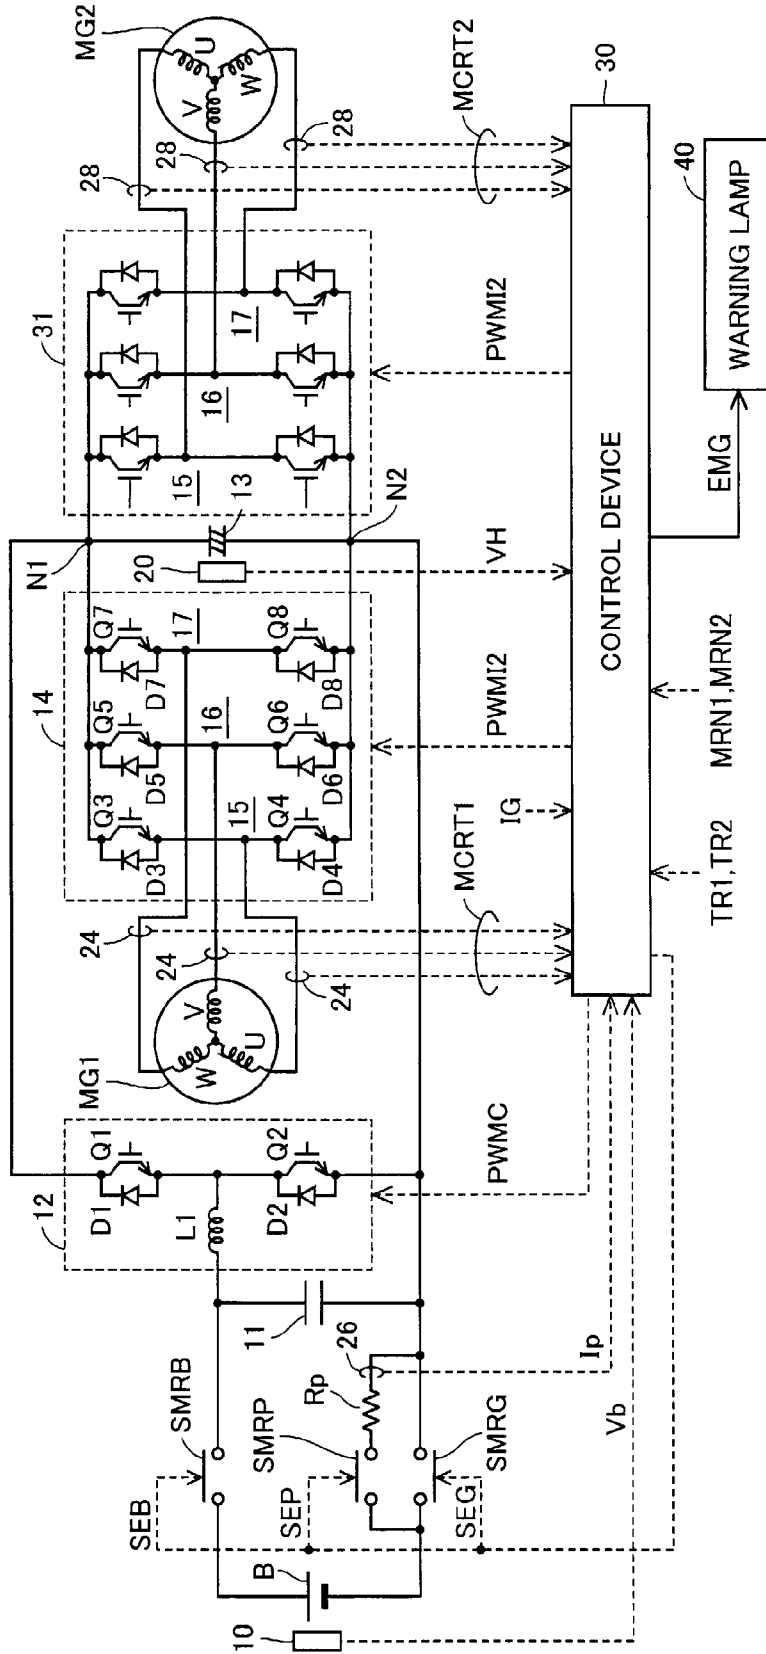 MG2
U
V
W
28
28
28
MCRT2
30
40
WARNING LAMP
31
15
16
17
PWMI2
EMG
N1
N2
20
13
VH
CONTROL DEVICE
14
Q3
Q5
Q7
D3
D5
D7
17
16
15
Q4
Q6
Q8
D4
D6
D8
PWMI2
IG
MRN1,MRN2
TR1,TR2
MCRT1
24
24
24
MG1
W
V
U
12
D1
Q1
L1
D2
Q2
PWMC
11
SMRB
SEB
SMRP
SEP
Rp
26
SMRG
SEG
Ip
Vb
B
10